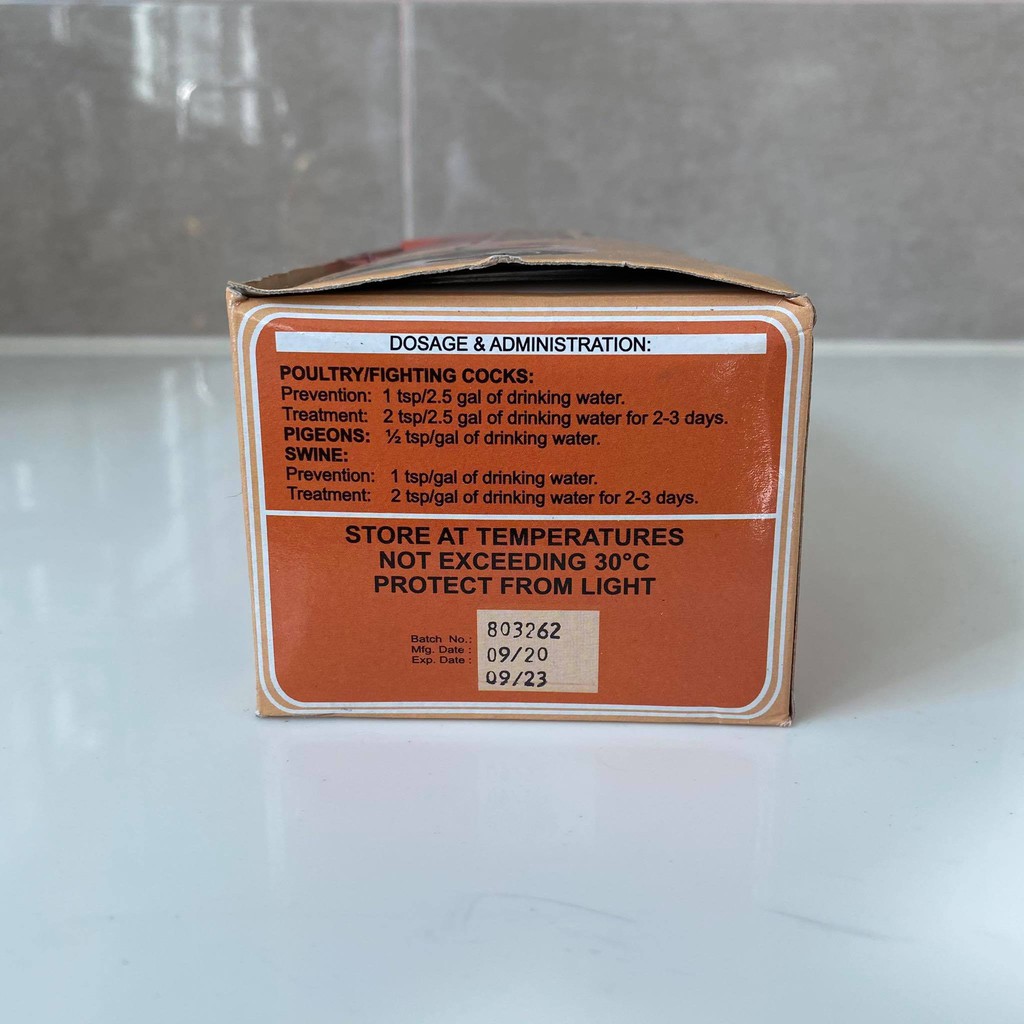 DOSAGE & ADMINISTRATION:
POULTRY/FIGHTING COCKS:
Prevention: 1 tsp/2.5 gal of drinking water.
Treatment: 2 tsp/2.5 gal of drinking water for 2-3 days.
PIGEONS: ½ tsp/gal of drinking water.
SWINE:
Prevention: 1 tsp/gal of drinking water.
Treatment: 2 tsp/gal of drinking water for 2-3 days.
STORE AT TEMPERATURES
NOT EXCEEDING 30°C
PROTECT FROM LIGHT
Batch No.: 803262
Mfg. Date : 09/20
Exp. Date : 09/23